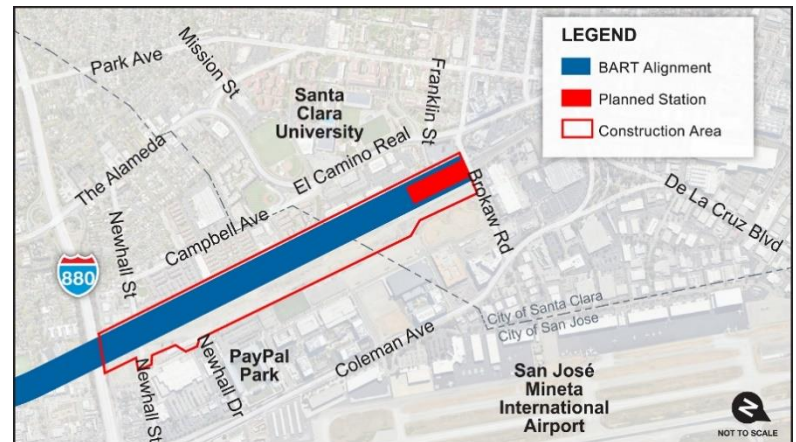 LEGEND
BART Alignment
Planned Station
Construction Area
Park Ave
Mission St
Franklin St
Santa
Clara
University
El Camino Real
The Alameda
Brokaw Rd
De La Cruz Blvd
Newhall St
Campbell Ave
880
City of Santa Clara
City of San Jose
Newhall St
Newhall Dr
PayPal
Park
Coleman Ave
San José
Mineta
International
Airport
N
NOT TO SCALE